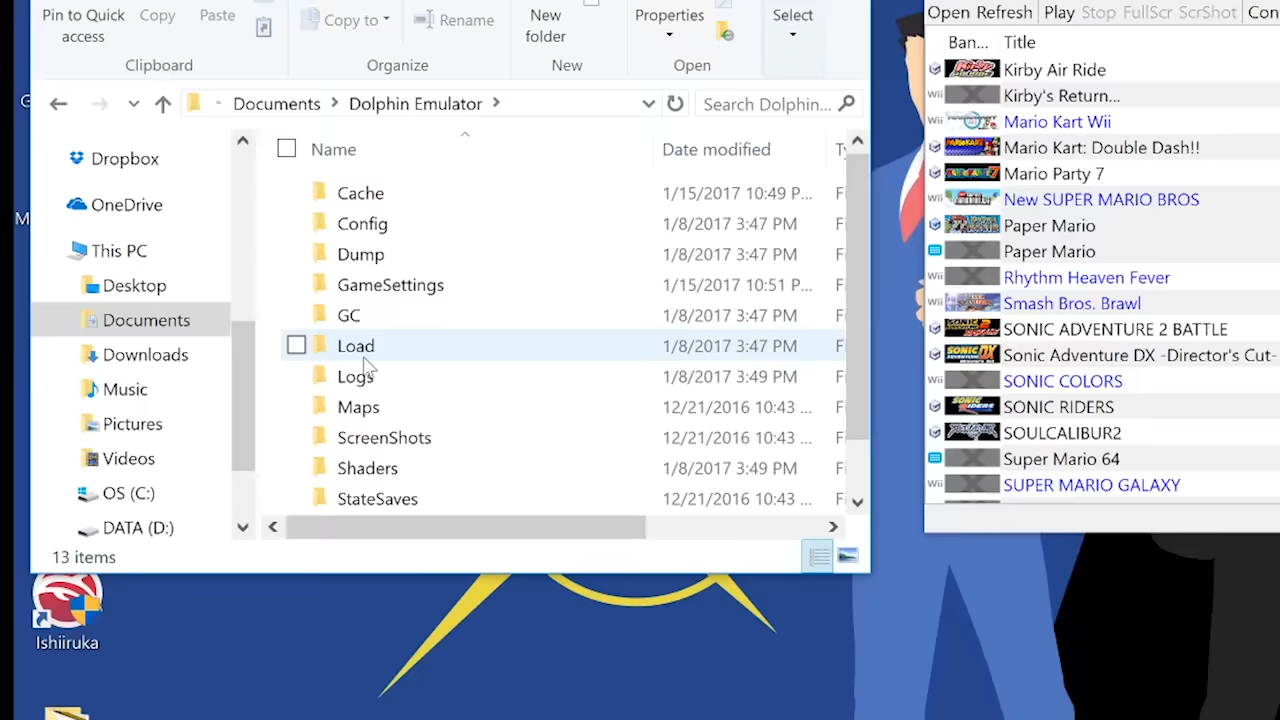 Pin to Quick access
Copy
Paste
Copy to
Rename
New folder
Properties
Select
Clipboard
Organize
New
Open
Documents
Dolphin Emulator
Search Dolphin...
Name
Date modified
Dropbox
OneDrive
This PC
Desktop
Documents
Downloads
Music
Pictures
Videos
OS (C:)
DATA (D:)
Cache 1/15/2017 10:49 P...
Config 1/8/2017 3:47 PM
Dump 1/8/2017 3:47 PM
GameSettings 1/15/2017 10:51 P...
GC 1/8/2017 3:47 PM
Load 1/8/2017 3:47 PM
Logs 1/8/2017 3:49 PM
Maps 12/21/2016 10:43 ...
ScreenShots 12/21/2016 10:43 ...
Shaders 1/8/2017 3:49 PM
StateSaves 12/21/2016 10:43 ...
13 items
Ishiiruka
Open Refresh Play Stop FullScr ScrShot
Ban... Title
Kirby Air Ride
Wii Kirby's Return...
Wii Mario Kart Wii
Mario Kart: Double Dash!!
Mario Party 7
Wii New SUPER MARIO BROS
Paper Mario
Paper Mario
Wii Rhythm Heaven Fever
Wii Smash Bros. Brawl
SONIC ADVENTURE 2 BATTLE
Sonic Adventure DX -Director's Cut-
Wii SONIC COLORS
SONIC RIDERS
SOULCALIBUR2
Super Mario 64
Wii SUPER MARIO GALAXY